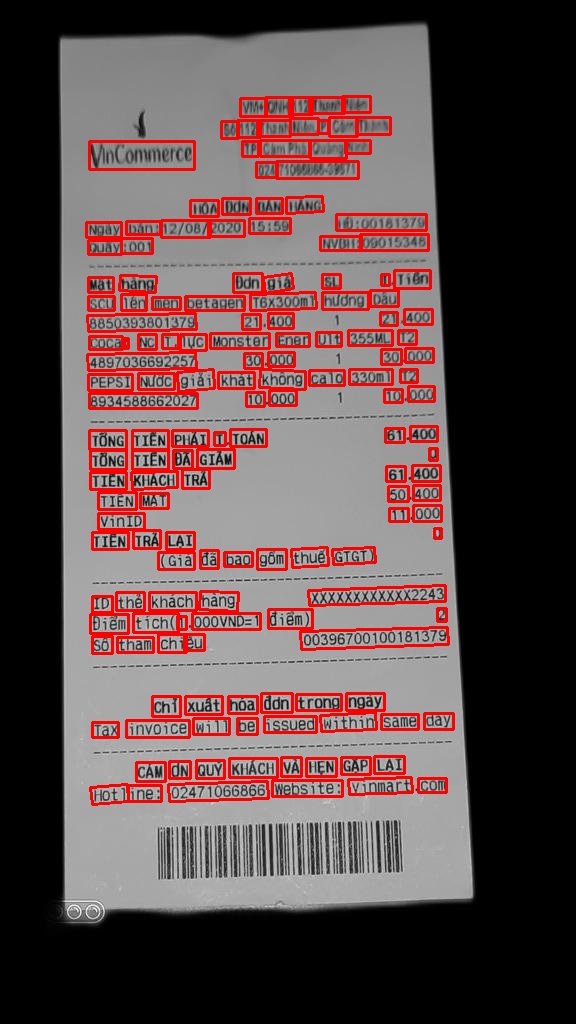 VinCommerce
VM+ QNH 112 Thanh Niên
Số 112 Thanh Niên, P. Cẩm Thành
TP. Cẩm Phả, Quảng Ninh
024.71066866-39671
HÓA ĐƠN BÁN HÀNG
Ngày bán:12/08/2020 15:59 HĐ:00181379
Quầy:001 NVBH:09015348
Mặt hàng Đơn giá SL T.Tiền
SCU lên men betagen T6x300ml hương Dâu
8850393801379 21.400 1 21.400
Coca- Nc T.lực Monster Ener Ult 355ML T2
4897036692257 30.000 1 30.000
PEPSI Nước giải khát không calo 330ml T2
8934588662027 10.000 1 10.000
TỔNG TIỀN PHẢI T.TOÁN 61.400
TỔNG TIỀN ĐÃ GIẢM 0
TIỀN KHÁCH TRẢ 61.400
TIỀN MẶT 50.400
VinID 11.000
TIỀN TRẢ LẠI 0
(Giá đã bao gồm thuế GTGT)
ID thẻ khách hàng XXXXXXXXXXXX2243
Điểm tích(1.000VND=1 điểm)
Số tham chiếu 00396700100181379
Chỉ xuất hóa đơn trong ngày
Tax invoice will be issued within same day
CẢM ƠN QUÝ KHÁCH VÀ HẸN GẶP LẠI
Hotline: 02471066866 Website: vinmart.com